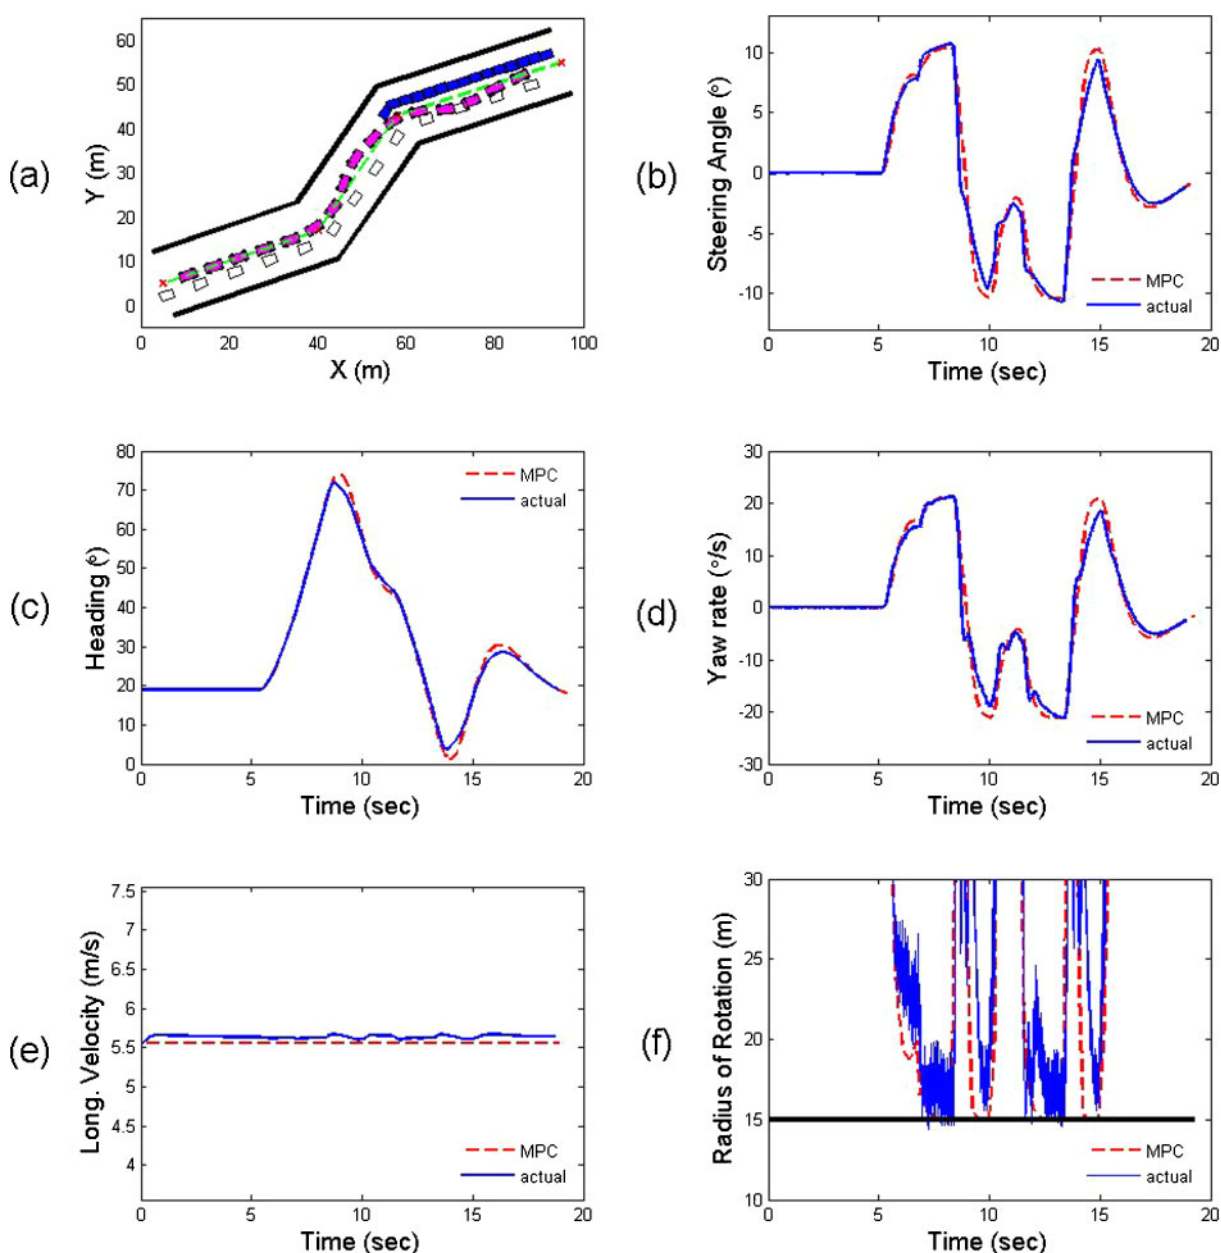 (a)
60
50
40
30
20
10
0
Y (m)
0 20 40 60 80 100
X (m)
(b)
10
5
0
-5
-10
Steering Angle (°)
MPC
actual
0 5 10 15 20
Time (sec)
(c)
80
70
60
50
40
30
20
10
0
Heading (°)
MPC
actual
0 5 10 15 20
Time (sec)
(d)
30
20
10
0
-10
-20
-30
Yaw rate (°/s)
MPC
actual
0 5 10 15 20
Time (sec)
(e)
7.5
7
6.5
6
5.5
5
4.5
4
Long. Velocity (m/s)
MPC
actual
0 5 10 15 20
Time (sec)
(f)
30
25
20
15
10
Radius of Rotation (m)
MPC
actual
0 5 10 15 20
Time (sec)